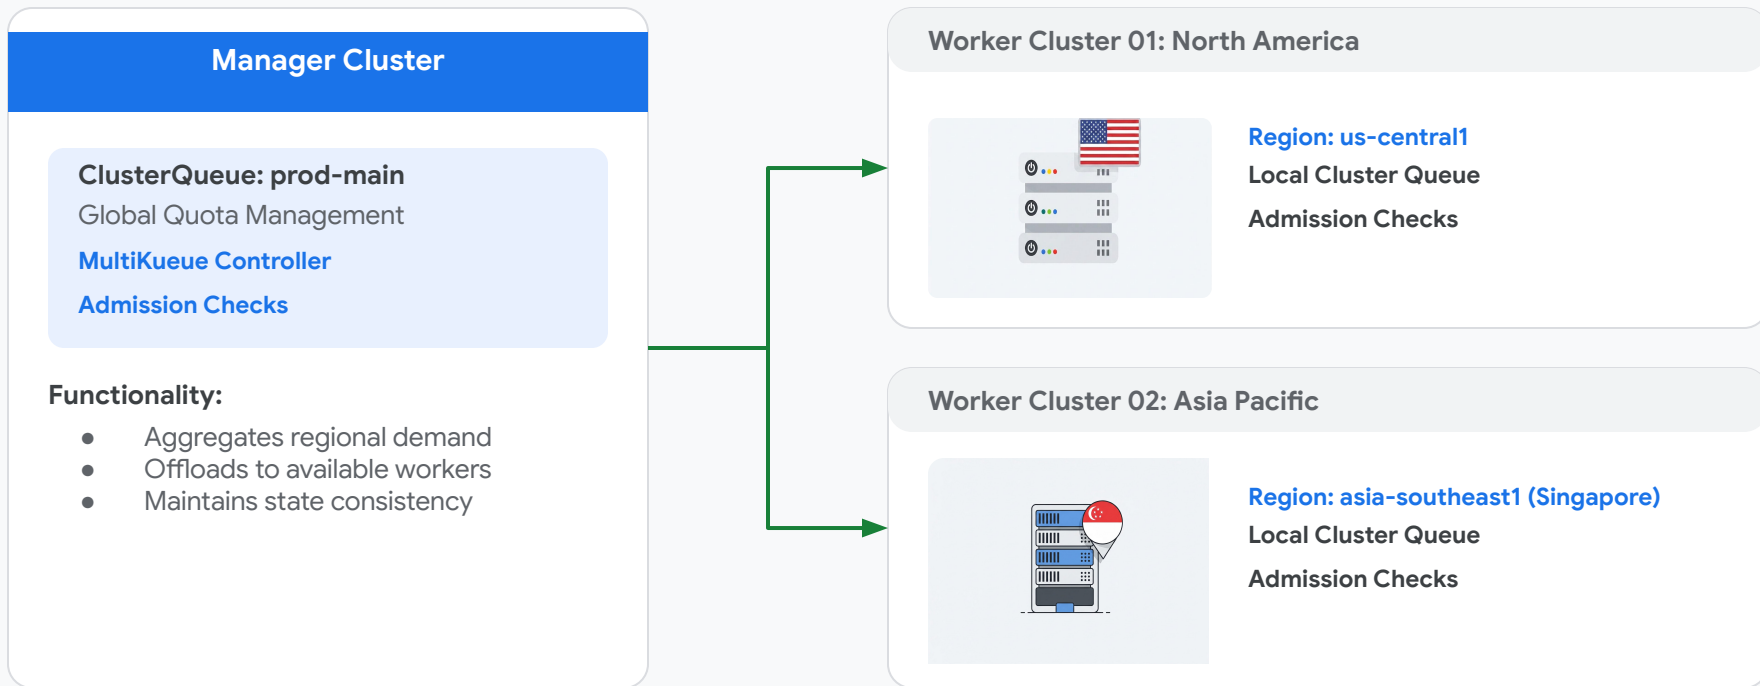 Manager Cluster
ClusterQueue: prod-main
Global Quota Management
MultiKueue Controller
Admission Checks
Functionality:
● Aggregates regional demand
● Offloads to available workers
● Maintains state consistency
Worker Cluster 01: North America
Region: us-central1
Local Cluster Queue
Admission Checks
Worker Cluster 02: Asia Pacific
Region: asia-southeast1 (Singapore)
Local Cluster Queue
Admission Checks